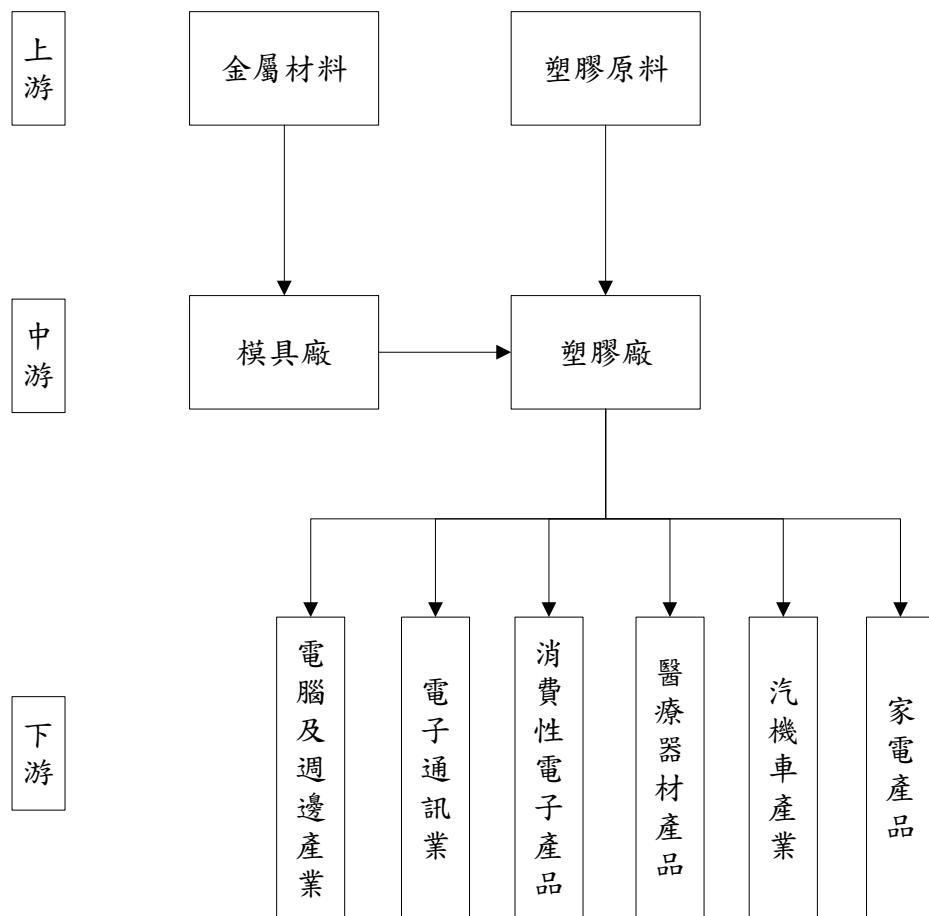 上游
金屬材料
塑膠原料
中游
模具廠
塑膠廠
下游
電腦及週邊產業
電子通訊業
消費性電子產品
醫療器材產品
汽機車產業
家電產品